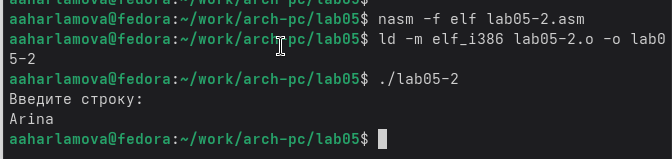 aaharlamova@fedora:~/work/arch-pc/lab05$ nasm -f elf lab05-2.asm
aaharlamova@fedora:~/work/arch-pc/lab05$ ld -m elf_i386 lab05-2.o -o lab0
5-2
aaharlamova@fedora:~/work/arch-pc/lab05$ ./lab05-2
Введите строку:
Arina
aaharlamova@fedora:~/work/arch-pc/lab05$